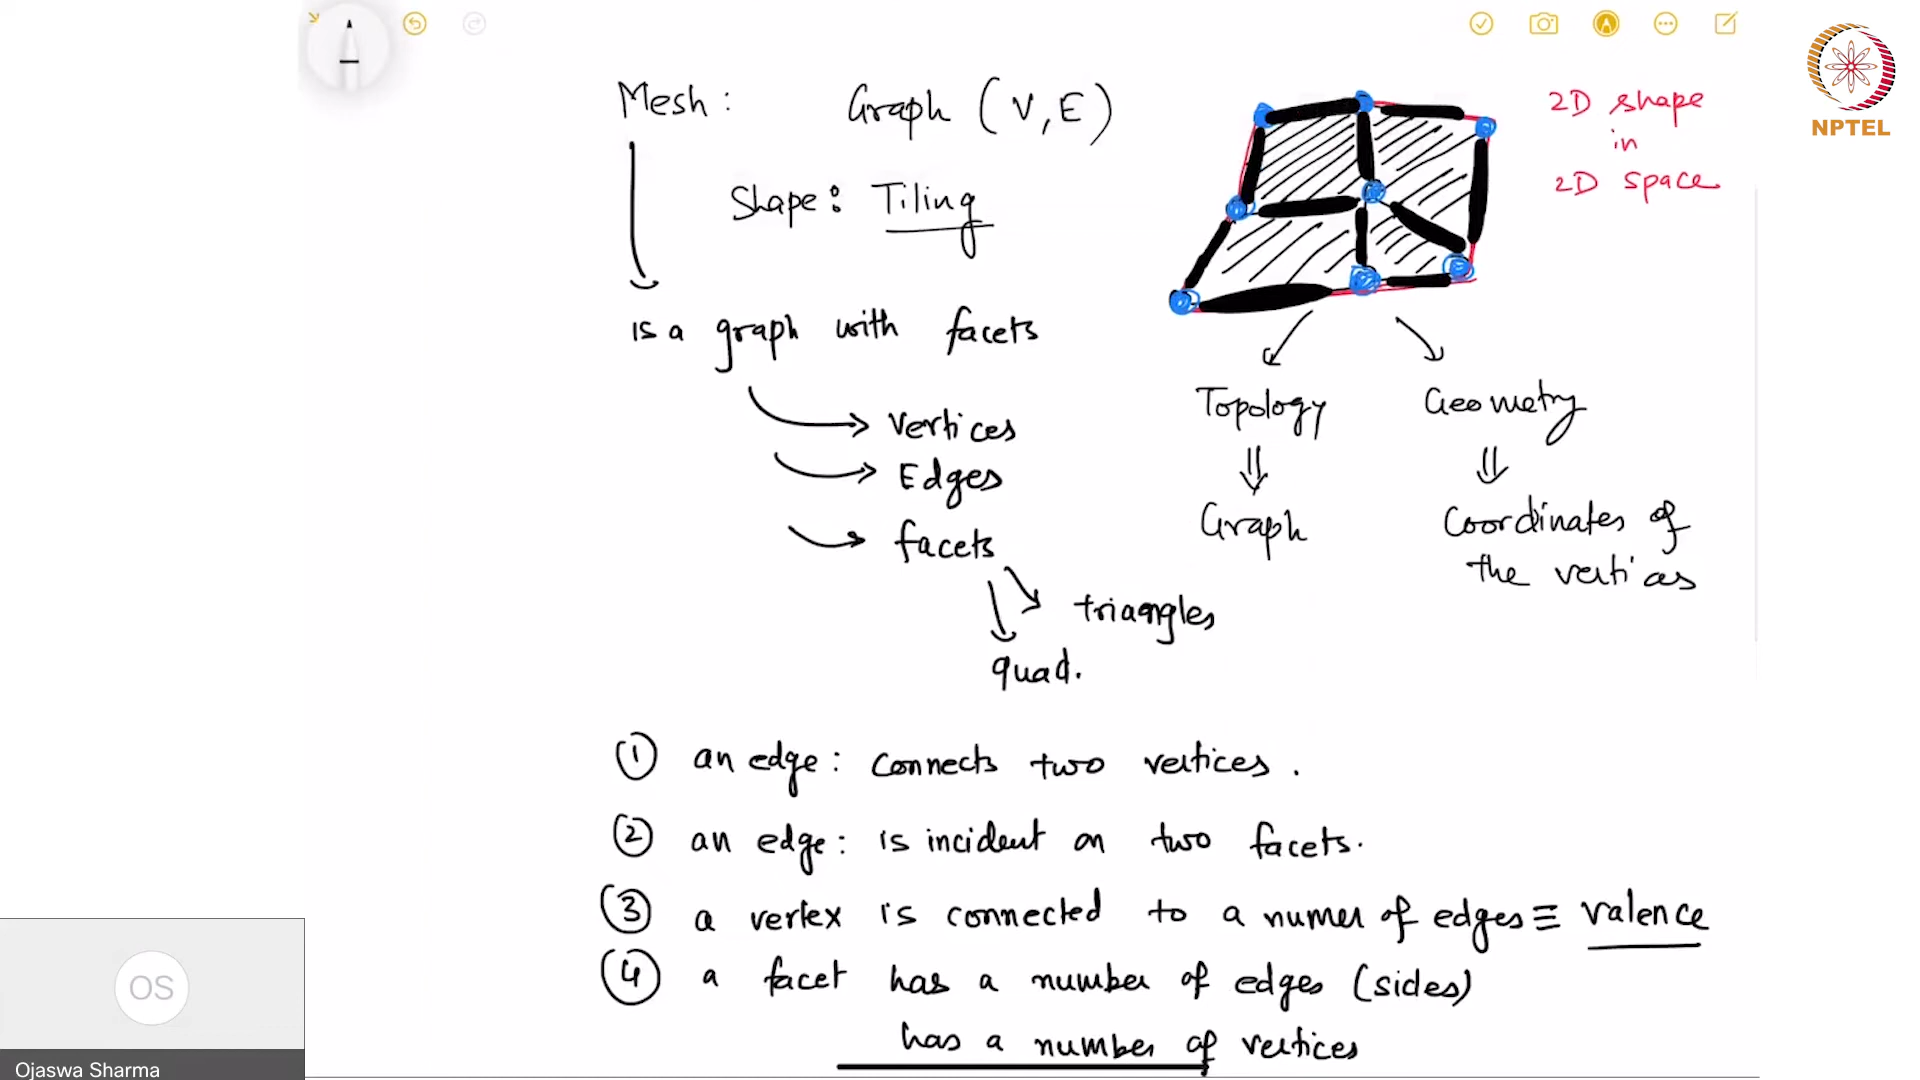 Mesh : Graph (V,E)
Shape : Tiling
is a graph with facets
vertices
Edges
facets
triangles
quad.
2D shape
in
2D space
Topology
Graph
Geometry
Coordinates of
the vertices
① an edge : connects two vertices .
② an edge : is incident on two facets.
③ a vertex is connected to a numer of edges ≡ valence
④ a facet has a number of edges (sides)
has a number of vertices
NPTEL
OS
Ojaswa Sharma